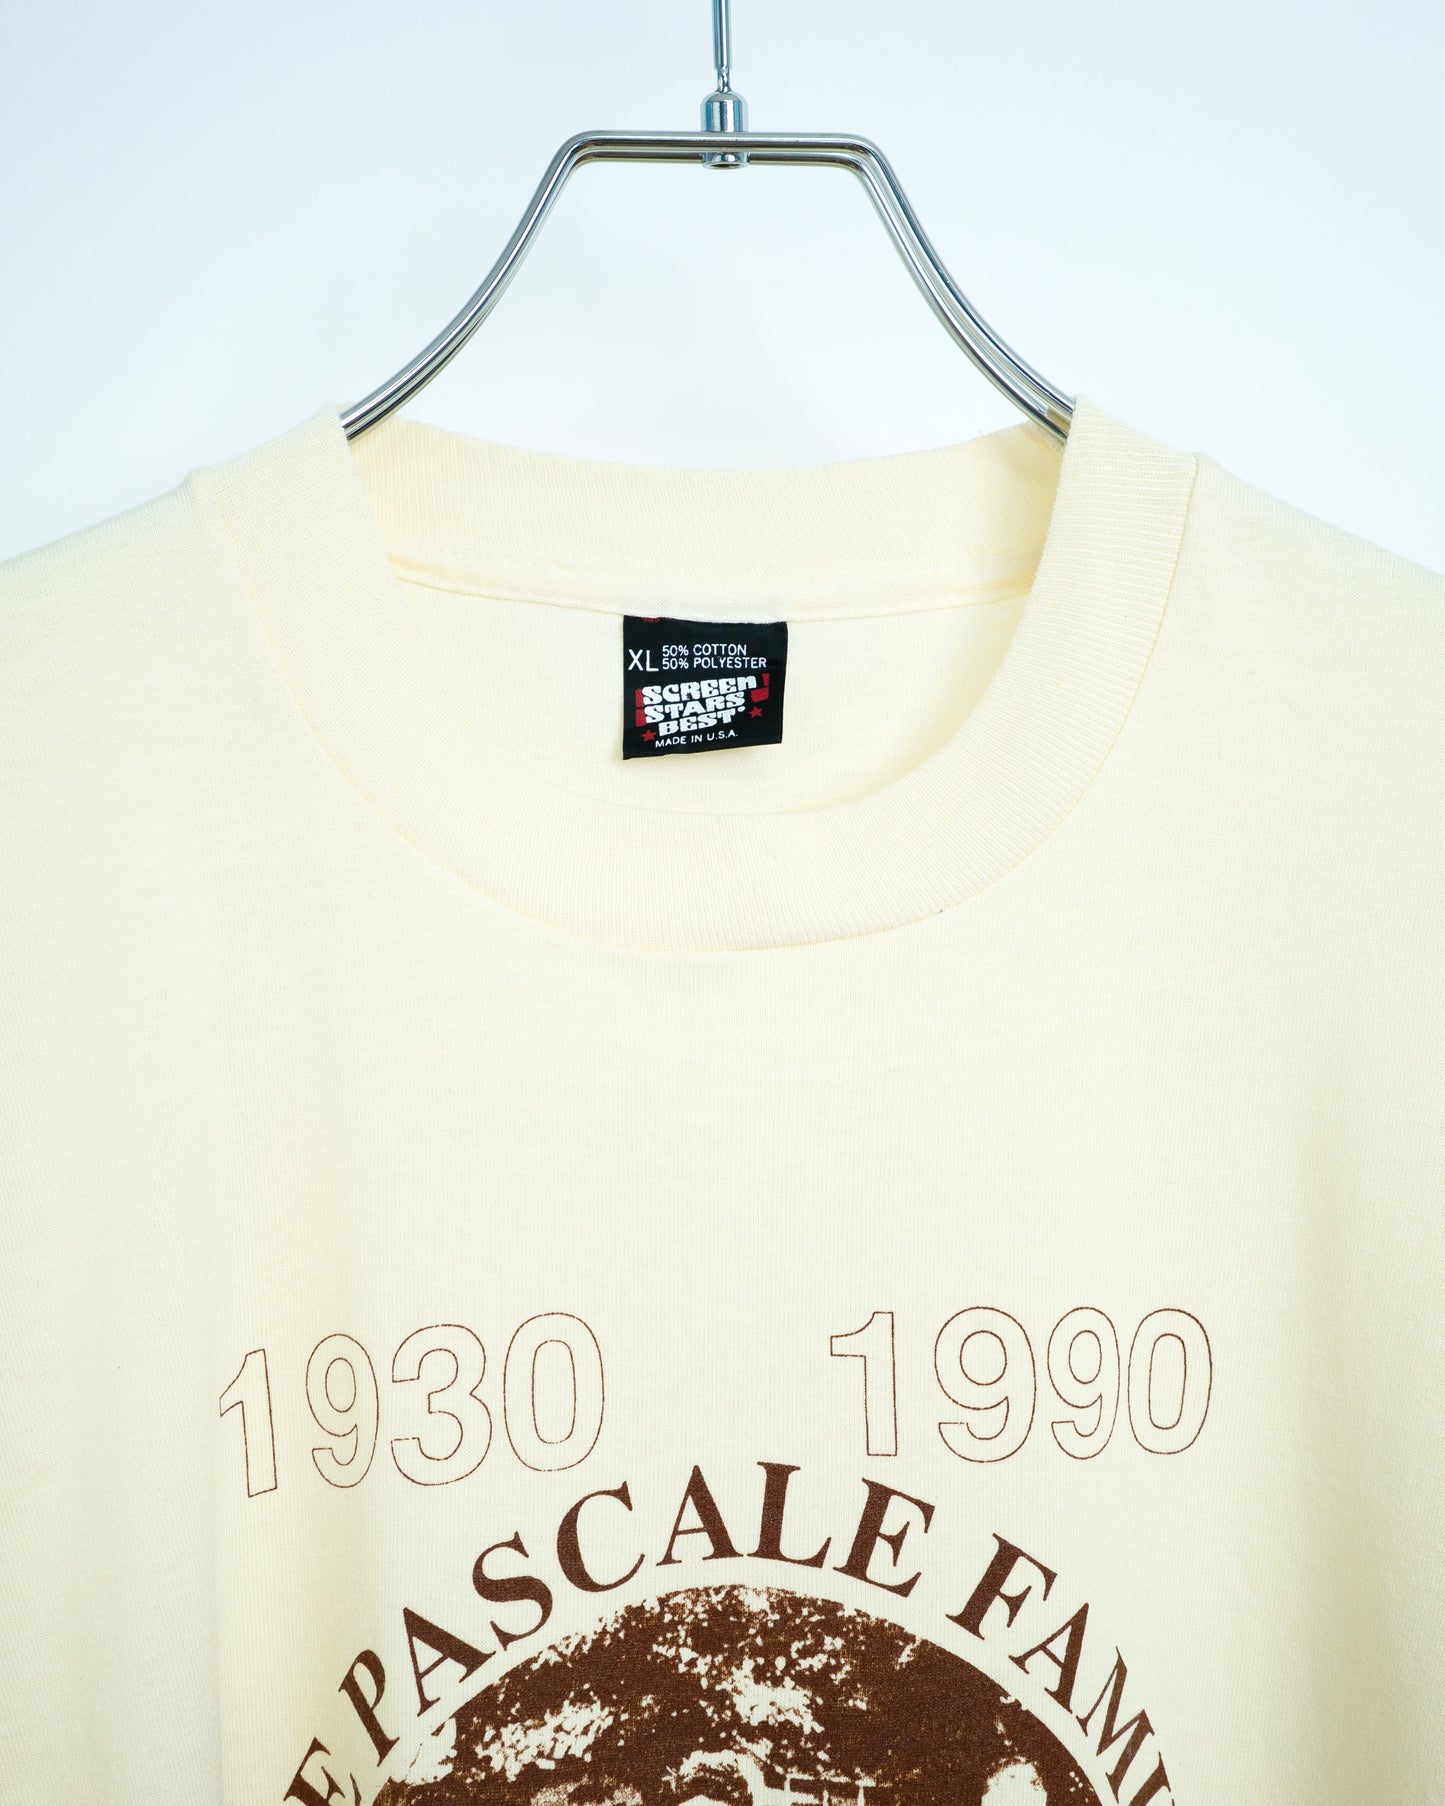 XL 50% COTTON
50% POLYESTER
SCREEN
STARS
BEST
MADE IN U.S.A.
1930 1990
PASCALE